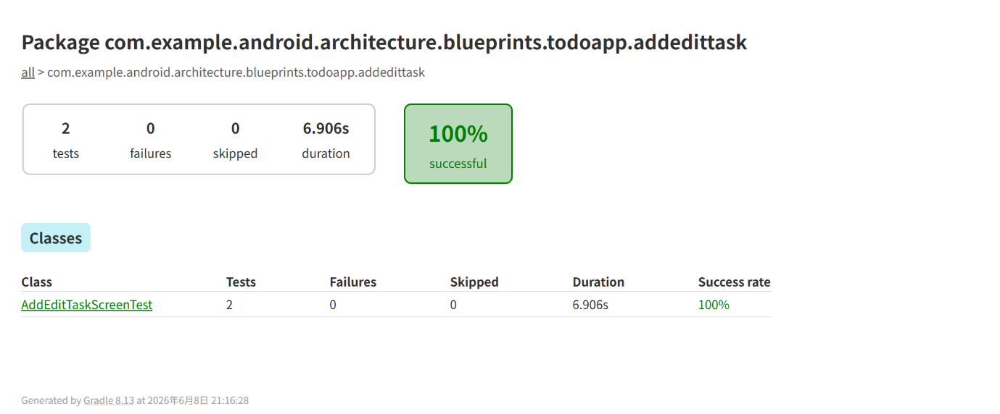 Package com.example.android.architecture.blueprints.todoapp.addedittask
all > com.example.android.architecture.blueprints.todoapp.addedittask
2 0 0 6.906s 100%
tests failures skipped duration successful
Classes
Class Tests Failures Skipped Duration Success rate
AddEditTaskScreenTest 2 0 0 6.906s 100%
Generated by Gradle 8.13 at 2026年6月8日 21:16:28